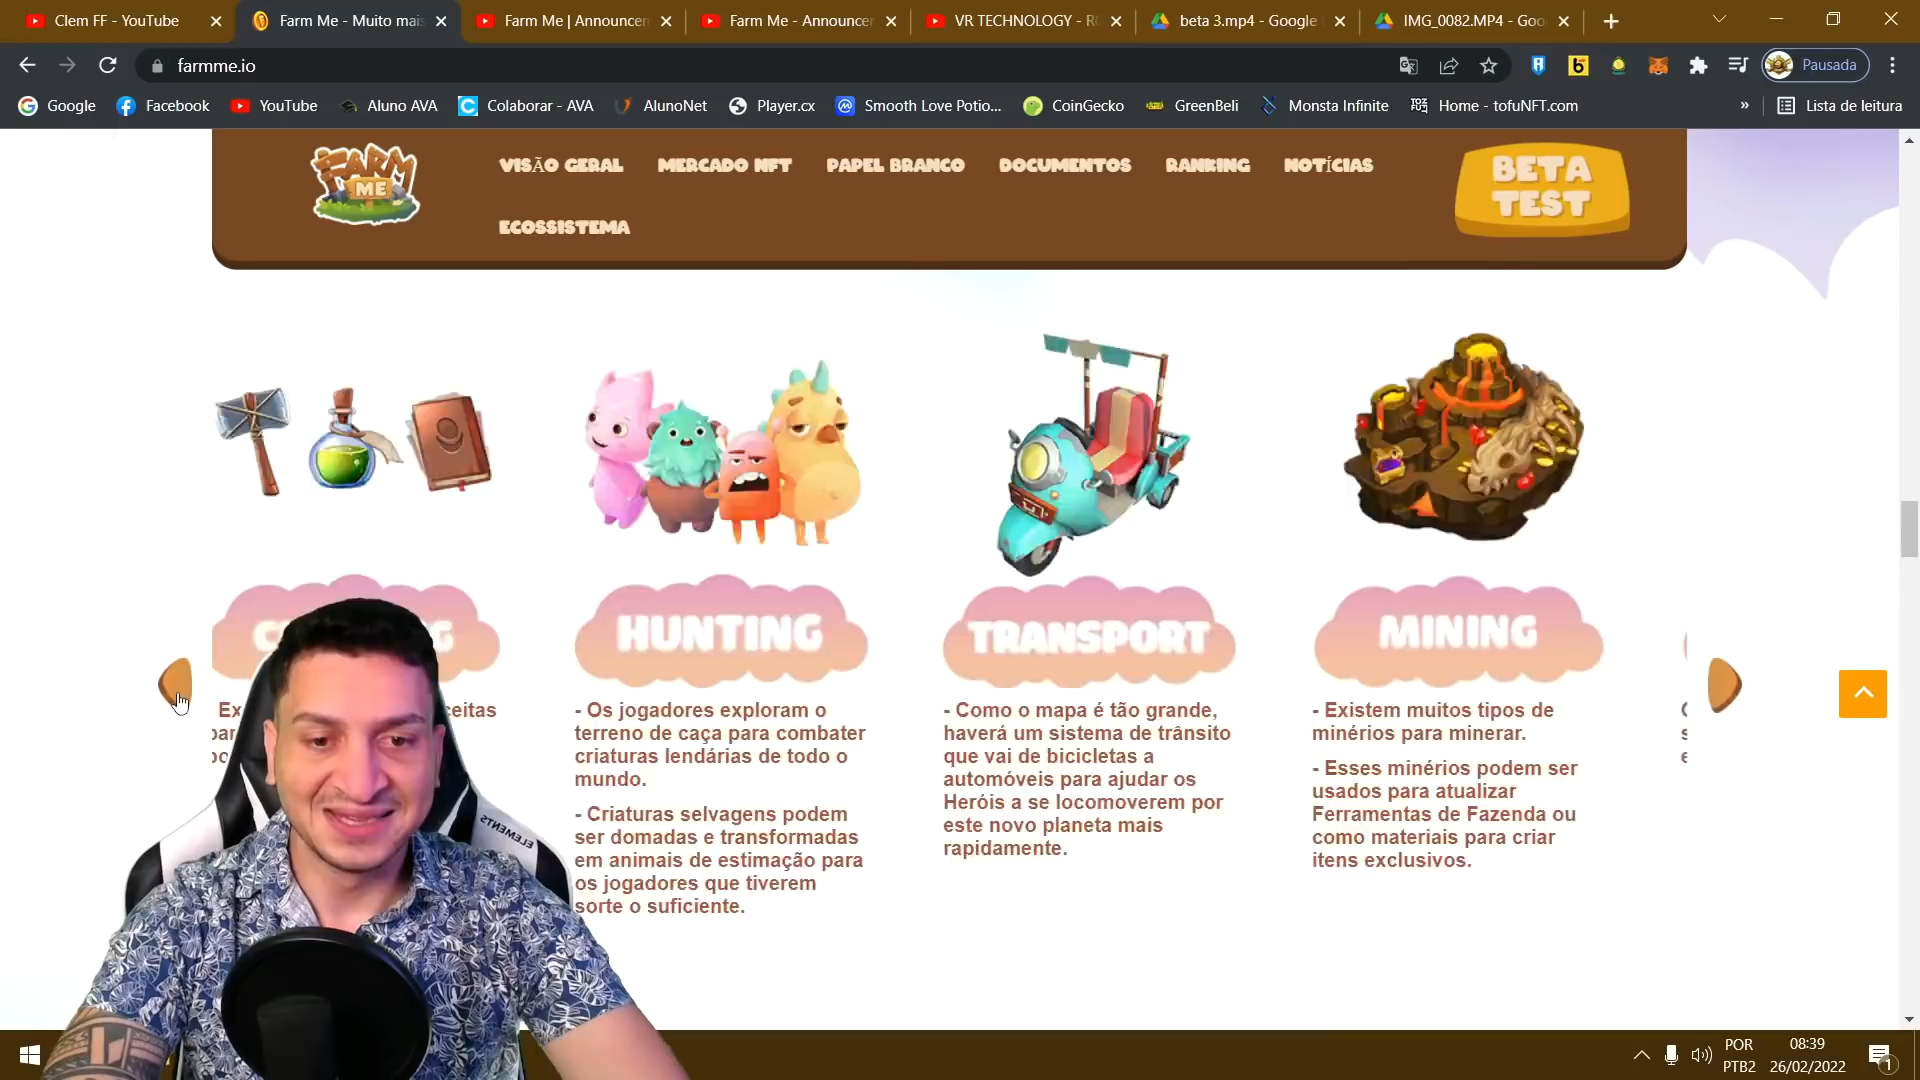 Clem FF - YouTube
Farm Me - Muito mais
Farm Me | Announcem
Farm Me - Announcem
VR TECHNOLOGY - R
beta 3.mp4 - Google
IMG_0082.MP4 - Goo
farmme.io
Pausada
Google
Facebook
YouTube
Aluno AVA
Colaborar - AVA
AlunoNet
Player.cx
Smooth Love Potio...
CoinGecko
GreenBeli
Monsta Infinite
Home - tofuNFT.com
»
Lista de leitura
FARM
ME
VISÃO GERAL
MERCADO NFT
PAPEL BRANCO
DOCUMENTOS
RANKING
NOTÍCIAS
ECOSSISTEMA
BETA
TEST
HUNTING
- Os jogadores exploram o
terreno de caça para combater
criaturas lendárias de todo o
mundo.
- Criaturas selvagens podem
ser domadas e transformadas
em animais de estimação para
os jogadores que tiverem
sorte o suficiente.
TRANSPORT
- Como o mapa é tão grande,
haverá um sistema de trânsito
que vai de bicicletas a
automóveis para ajudar os
Heróis a se locomoverem por
este novo planeta mais
rapidamente.
MINING
- Existem muitos tipos de
minérios para minerar.
- Esses minérios podem ser
usados para atualizar
Ferramentas de Fazenda ou
como materiais para criar
itens exclusivos.
ELEMENTS
POR
PTB2
08:39
26/02/2022
1